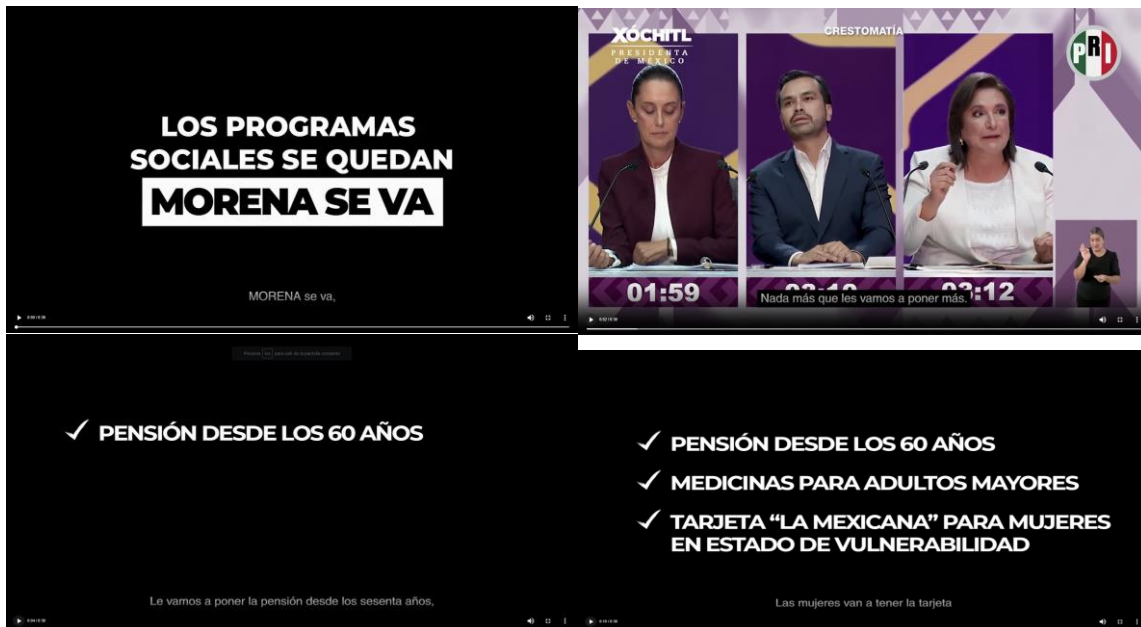 LOS PROGRAMAS
SOCIALES SE QUEDAN
MORENA SE VA
MORENA se va,
XÓCHITL
PRESIDENTA
DE MÉXICO
CRESTOMATÍA
PRI
01:59
03:12
Nada más que les vamos a poner más.
PENSIÓN DESDE LOS 60 AÑOS
Le vamos a poner la pensión desde los sesenta años,
PENSIÓN DESDE LOS 60 AÑOS
MEDICINAS PARA ADULTOS MAYORES
TARJETA “LA MEXICANA” PARA MUJERES
EN ESTADO DE VULNERABILIDAD
Las mujeres van a tener la tarjeta